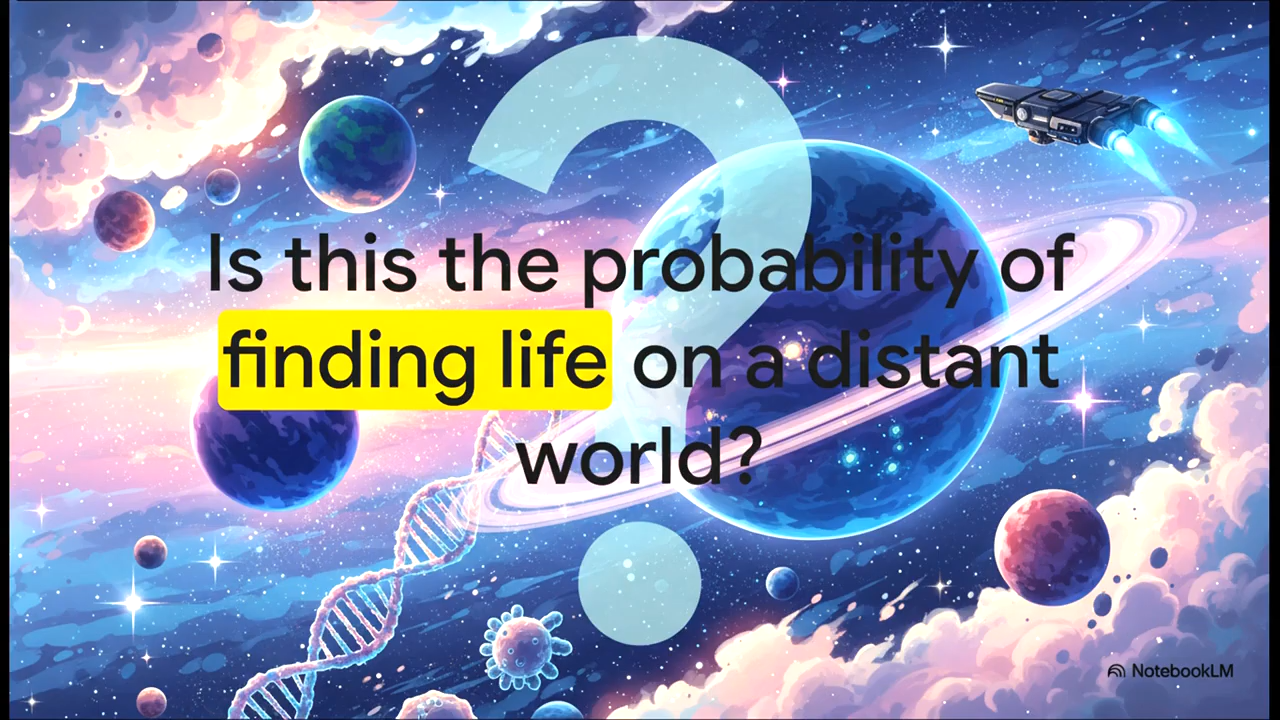 Is this the probability of
finding life on a distant
world?
NotebookLM